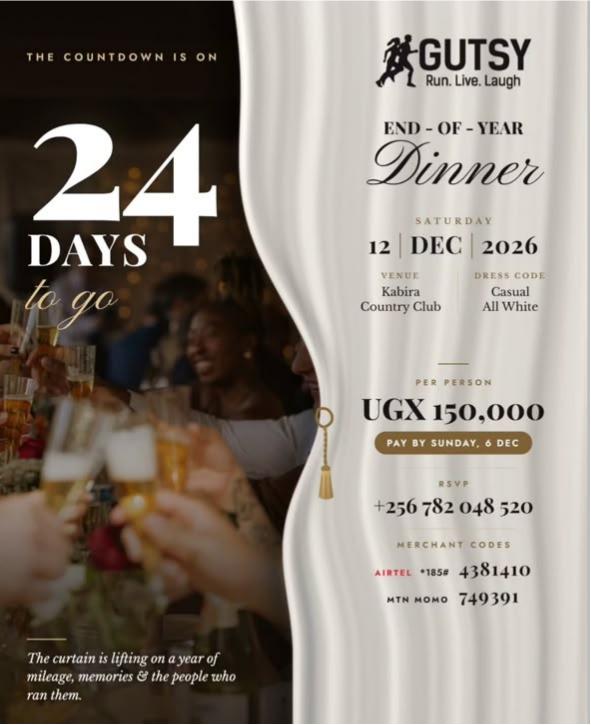 THE COUNTDOWN IS ON
24
DAYS
to go
The curtain is lifting on a year of
mileage, memories & the people who
ran them.
GUTSY
Run. Live. Laugh
END - OF - YEAR
Dinner
SATURDAY
12 | DEC | 2026
VENUE
Kabira
Country Club
DRESS CODE
Casual
All White
PER PERSON
UGX 150,000
PAY BY SUNDAY, 6 DEC
RSVP
+256 782 048 520
MERCHANT CODES
AIRTEL *185# 4381410
MTN MOMO 749391